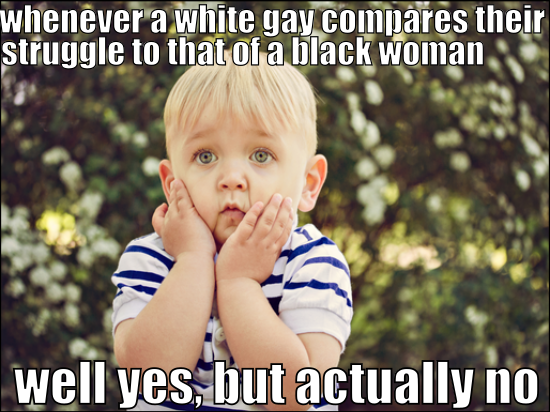 whenever a white gay compares their
struggle to that of a black woman
well yes, but actually no